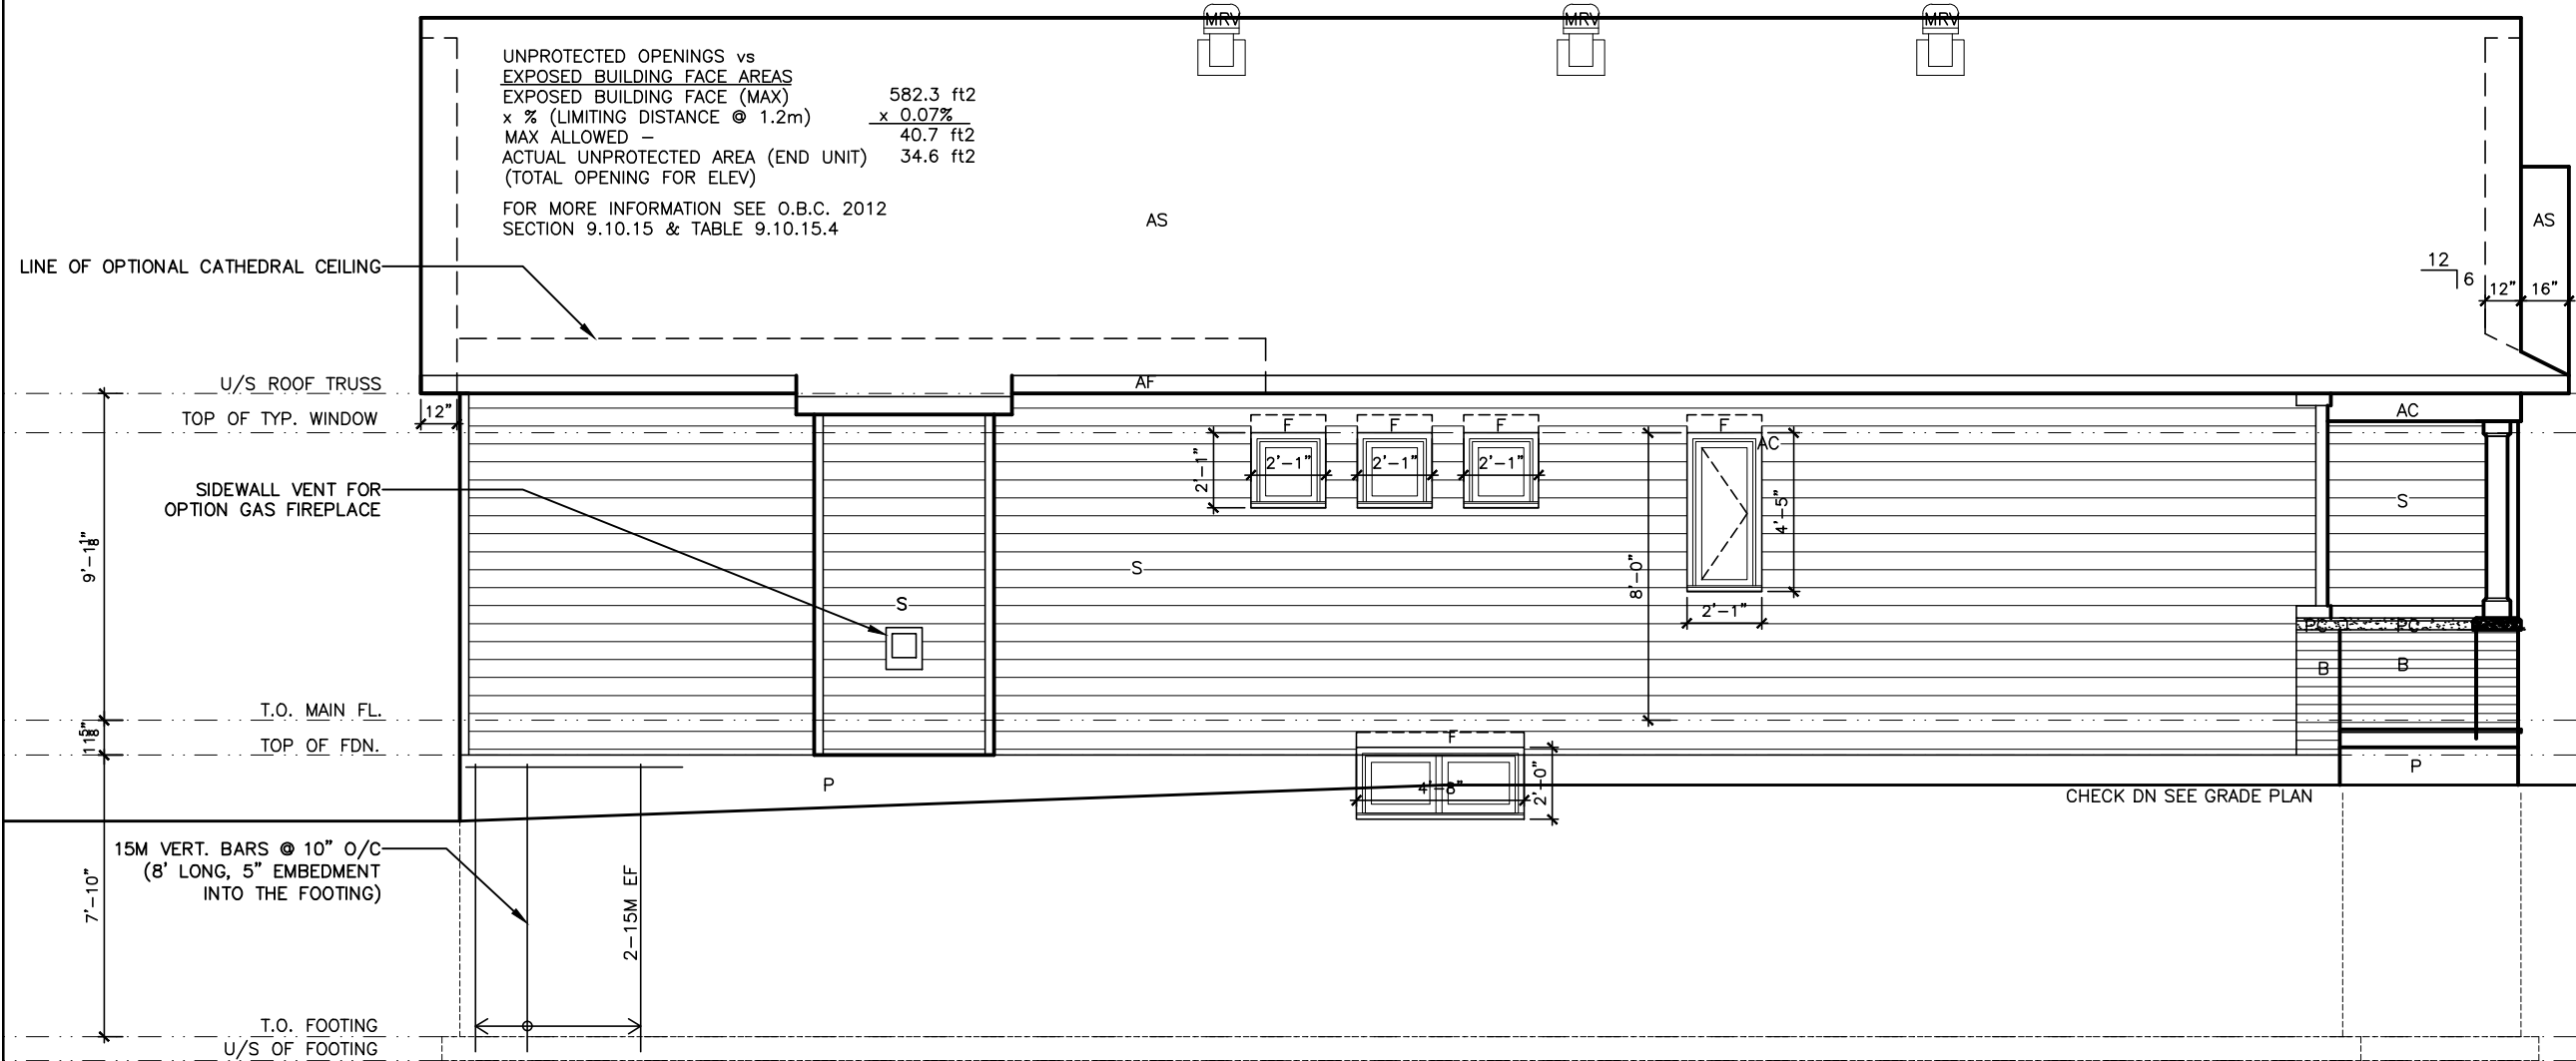 MRV
MRV
MRV
UNPROTECTED OPENINGS vs
EXPOSED BUILDING FACE AREAS
EXPOSED BUILDING FACE (MAX) 582.3 ft2
x % (LIMITING DISTANCE @ 1.2m) x 0.07%
MAX ALLOWED – 40.7 ft2
ACTUAL UNPROTECTED AREA (END UNIT) 34.6 ft2
(TOTAL OPENING FOR ELEV)
FOR MORE INFORMATION SEE O.B.C. 2012
SECTION 9.10.15 & TABLE 9.10.15.4
AS
AS
LINE OF OPTIONAL CATHEDRAL CEILING
12
6
12"
16"
U/S ROOF TRUSS
AF
12"
TOP OF TYP. WINDOW
AC
F
F
F
F
AC
2'-1"
2'-1"
2'-1"
2'-1"
4'-5"
SIDEWALL VENT FOR
OPTION GAS FIREPLACE
S
9'-1 1/8"
S
8'-0"
S
2'-1"
PC
PC
B
B
T.O. MAIN FL.
11 5/8"
TOP OF FDN.
F
P
P
4'-8"
2'-0"
CHECK DN SEE GRADE PLAN
15M VERT. BARS @ 10" O/C
(8' LONG, 5" EMBEDMENT
INTO THE FOOTING)
7'-10"
2-15M EF
T.O. FOOTING
U/S OF FOOTING